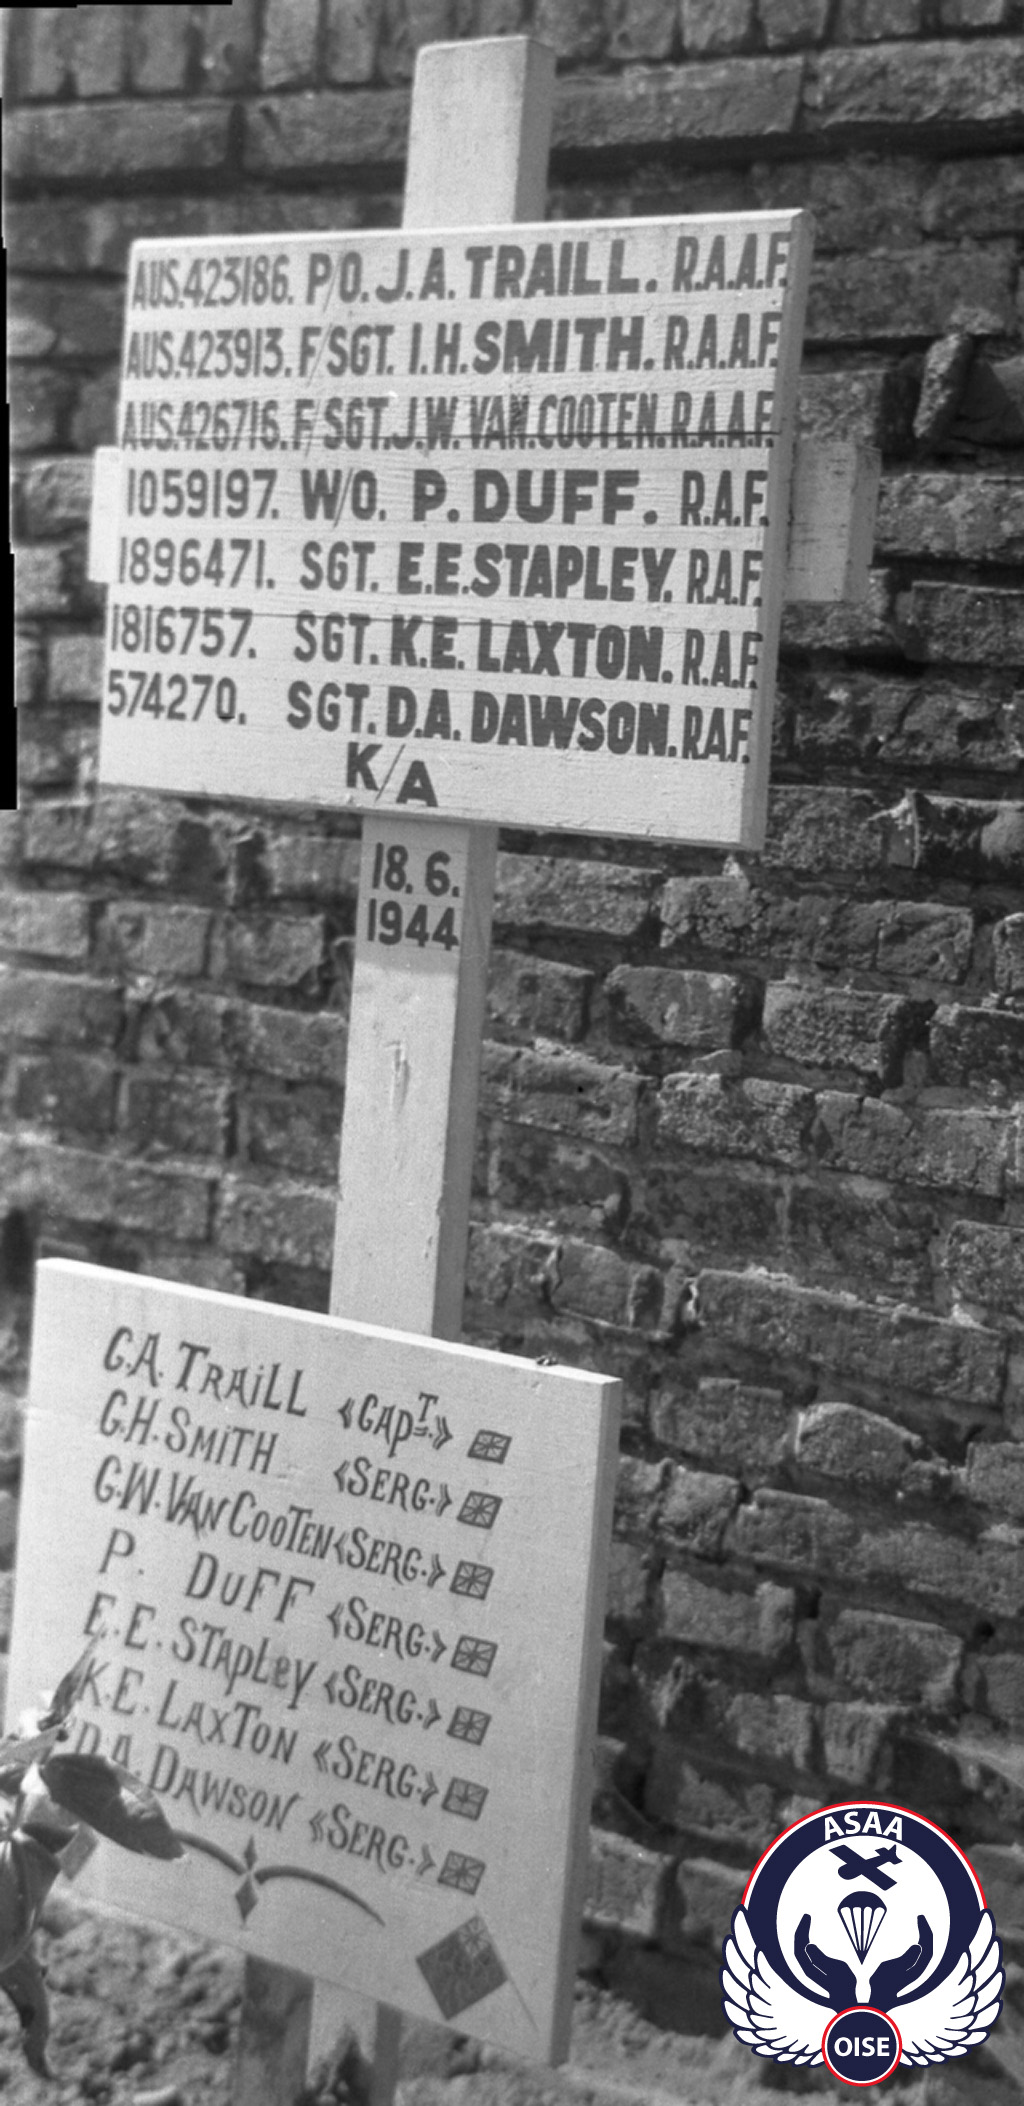 AUS.423186. P/O. J.A. TRAILL. R.A.A.F.
AUS.423913. F/SGT. I.H. SMITH. R.A.A.F.
AUS.426716. F/SGT. J.W. VAN.COOTEN. R.A.A.F.
1059197. W/O. P. DUFF. R.A.F.
1896471. SGT. E.E. STAPLEY. R.A.F.
1816757. SGT. K.E. LAXTON. R.A.F.
574270. SGT. D.A. DAWSON. RAF.
K/A
18. 6.
1944
G.A. TRAiLL «CAPT.»
G.H. SMiTH «SERG.»
G.W. VAN COOTEN «SERG.»
P. DuFF «SERG.»
E.E. STApLey «SERG.»
K.E. LAxTON «SERG.»
D.A. DAWSON «SERG.»
ASAA
OISE